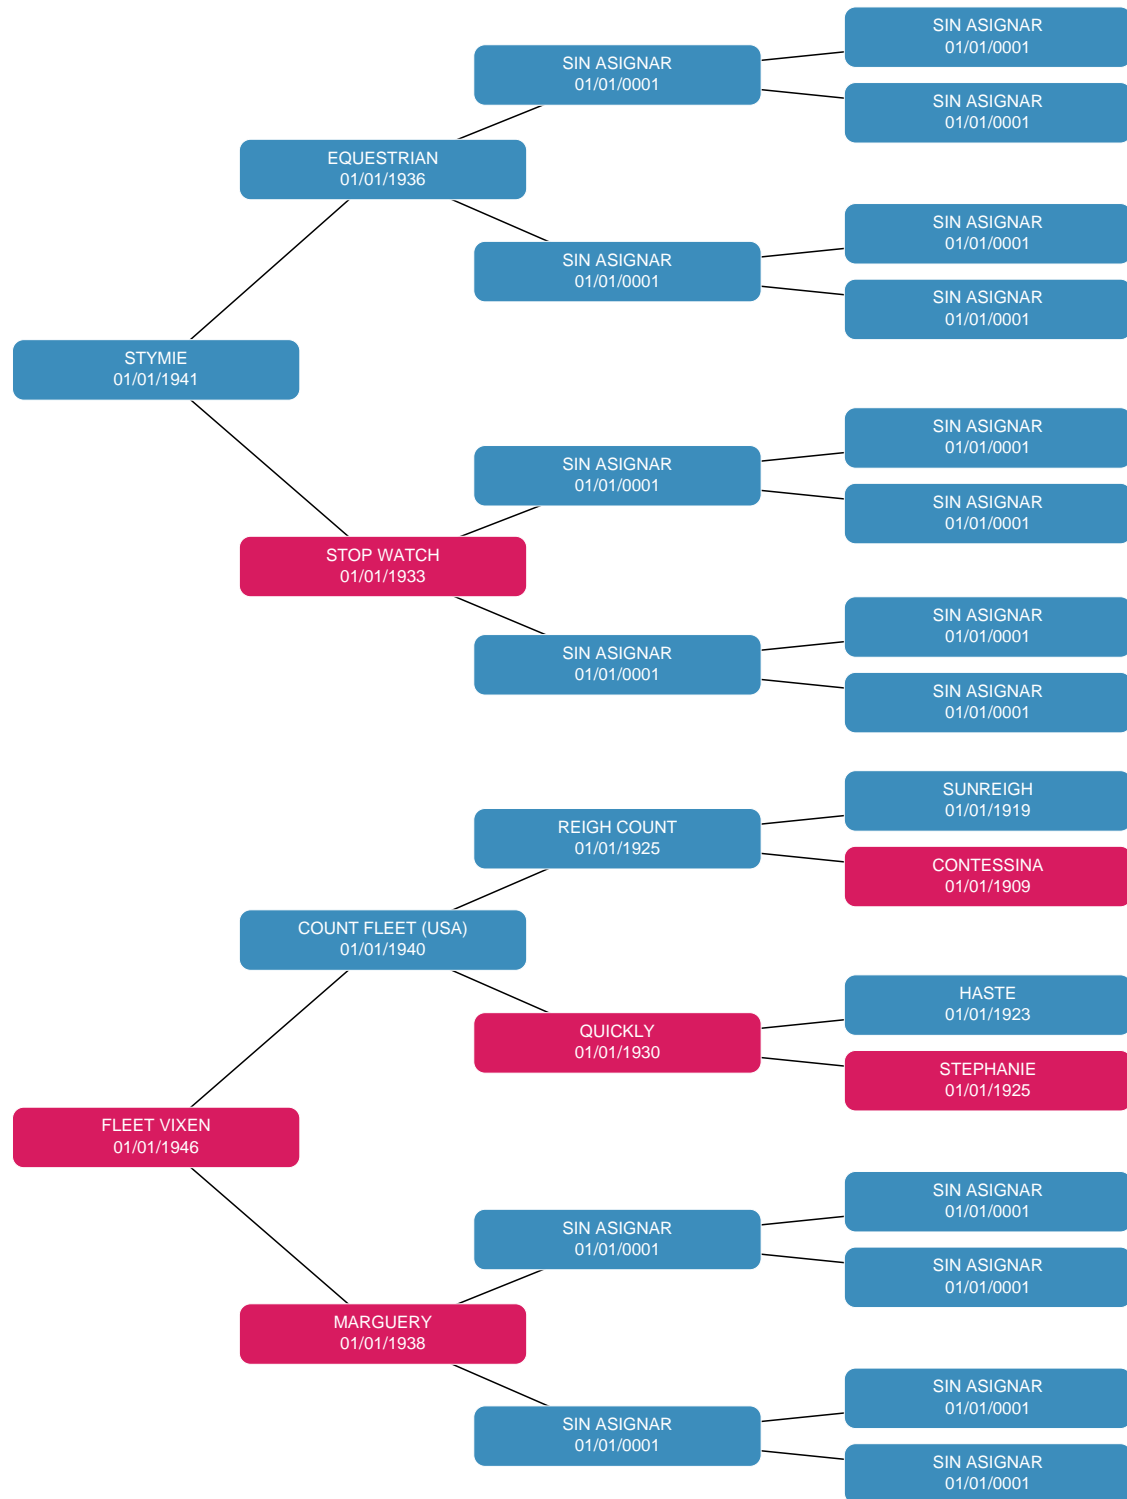 SIN ASIGNAR
01/01/0001
SIN ASIGNAR
01/01/0001
SIN ASIGNAR
01/01/0001
EQUESTRIAN
01/01/1936
SIN ASIGNAR
01/01/0001
SIN ASIGNAR
01/01/0001
SIN ASIGNAR
01/01/0001
STYMIE
01/01/1941
SIN ASIGNAR
01/01/0001
SIN ASIGNAR
01/01/0001
SIN ASIGNAR
01/01/0001
STOP WATCH
01/01/1933
SIN ASIGNAR
01/01/0001
SIN ASIGNAR
01/01/0001
SIN ASIGNAR
01/01/0001
SUNREIGH
01/01/1919
REIGH COUNT
01/01/1925
CONTESSINA
01/01/1909
COUNT FLEET (USA)
01/01/1940
HASTE
01/01/1923
QUICKLY
01/01/1930
STEPHANIE
01/01/1925
FLEET VIXEN
01/01/1946
SIN ASIGNAR
01/01/0001
SIN ASIGNAR
01/01/0001
SIN ASIGNAR
01/01/0001
MARGUERY
01/01/1938
SIN ASIGNAR
01/01/0001
SIN ASIGNAR
01/01/0001
SIN ASIGNAR
01/01/0001